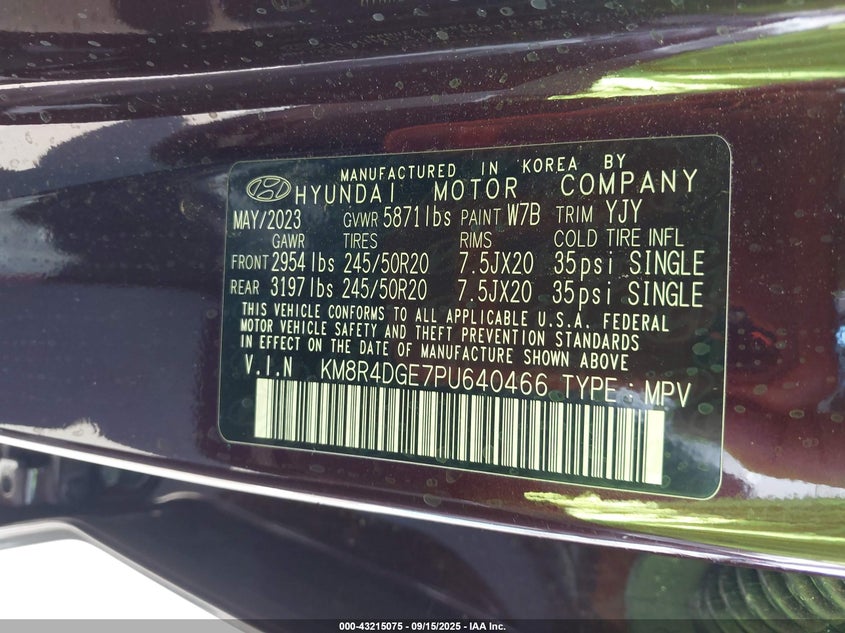 MANUFACTURED IN KOREA BY
HYUNDAI MOTOR COMPANY
MAY/2023 GVWR 5871lbs PAINT W7B TRIM YJY
GAWR TIRES RIMS COLD TIRE INFL
FRONT 2954lbs 245/50R20 7.5JX20 35psi SINGLE
REAR 3197lbs 245/50R20 7.5JX20 35psi SINGLE
THIS VEHICLE CONFORMS TO ALL APPLICABLE U.S.A. FEDERAL
MOTOR VEHICLE SAFETY AND THEFT PREVENTION STANDARDS
IN EFFECT ON THE DATE OF MANUFACTURE SHOWN ABOVE
V.I.N KM8R4DGE7PU640466 TYPE : MPV
000-43215075 - 09/15/2025 - IAA Inc.